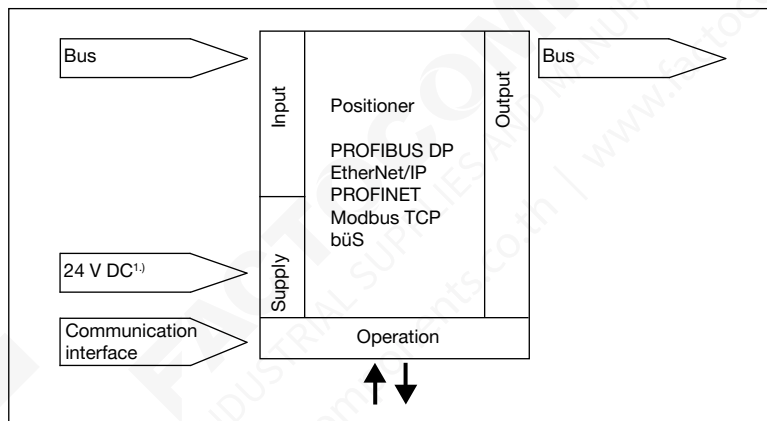 Bus
Bus
Input
Output
Positioner
PROFIBUS DP
EtherNet/IP
PROFINET
Modbus TCP
büS
24 V DC1.)
Supply
Communication
interface
Operation